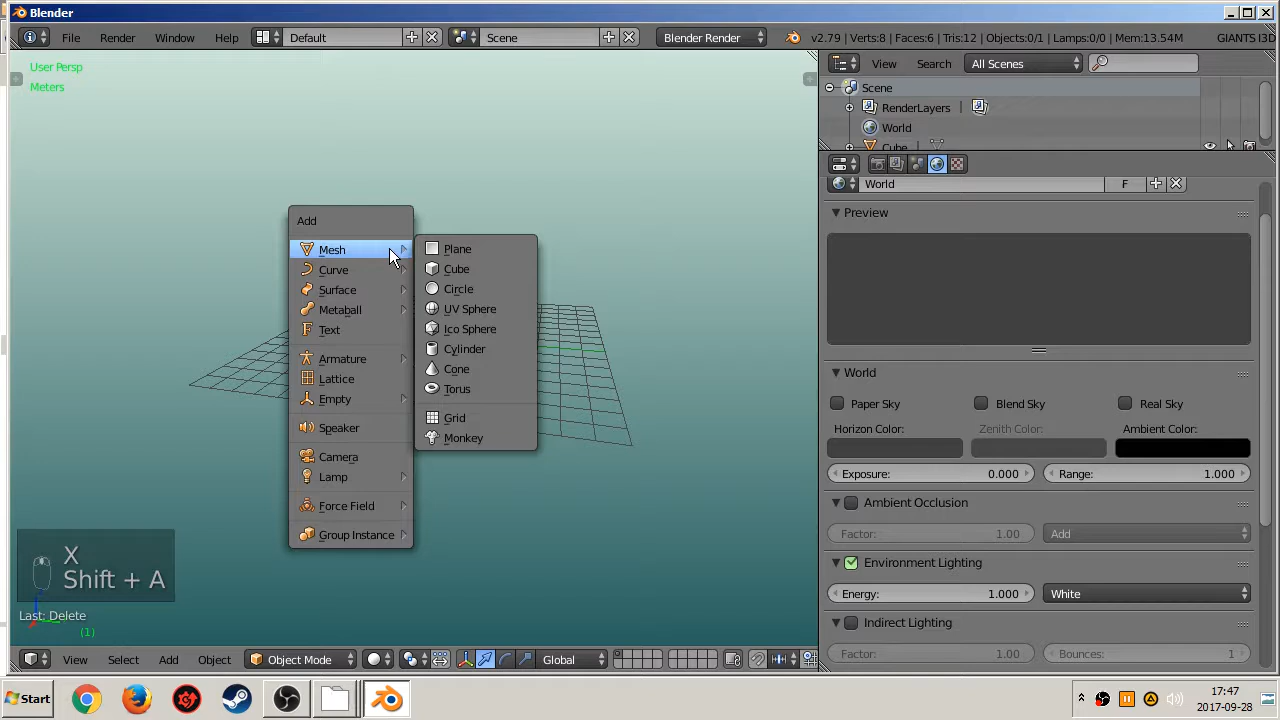 Blender
File Render Window Help Default Scene Blender Render v2.79 | Verts:8 | Faces:6 | Tris:12 | Objects:0/1 | Lamps:0/0 | Mem:13.54M GIANTS I3D
User Persp
Meters
View Search All Scenes
Scene
RenderLayers |
World
Cube |
World F
Preview
World
Paper Sky Blend Sky Real Sky
Horizon Color: Zenith Color: Ambient Color:
Exposure: 0.000 Range: 1.000
Ambient Occlusion
Factor: 1.00 Add
Environment Lighting
Energy: 1.000 White
Indirect Lighting
Factor: 1.00 Bounces: 1
Add
Mesh
Curve
Surface
Metaball
Text
Armature
Lattice
Empty
Speaker
Camera
Lamp
Force Field
Group Instance
Plane
Cube
Circle
UV Sphere
Ico Sphere
Cylinder
Cone
Torus
Grid
Monkey
X
Shift + A
Last: Delete
(1)
View Select Add Object Object Mode Global
Start
17:47
2017-09-28